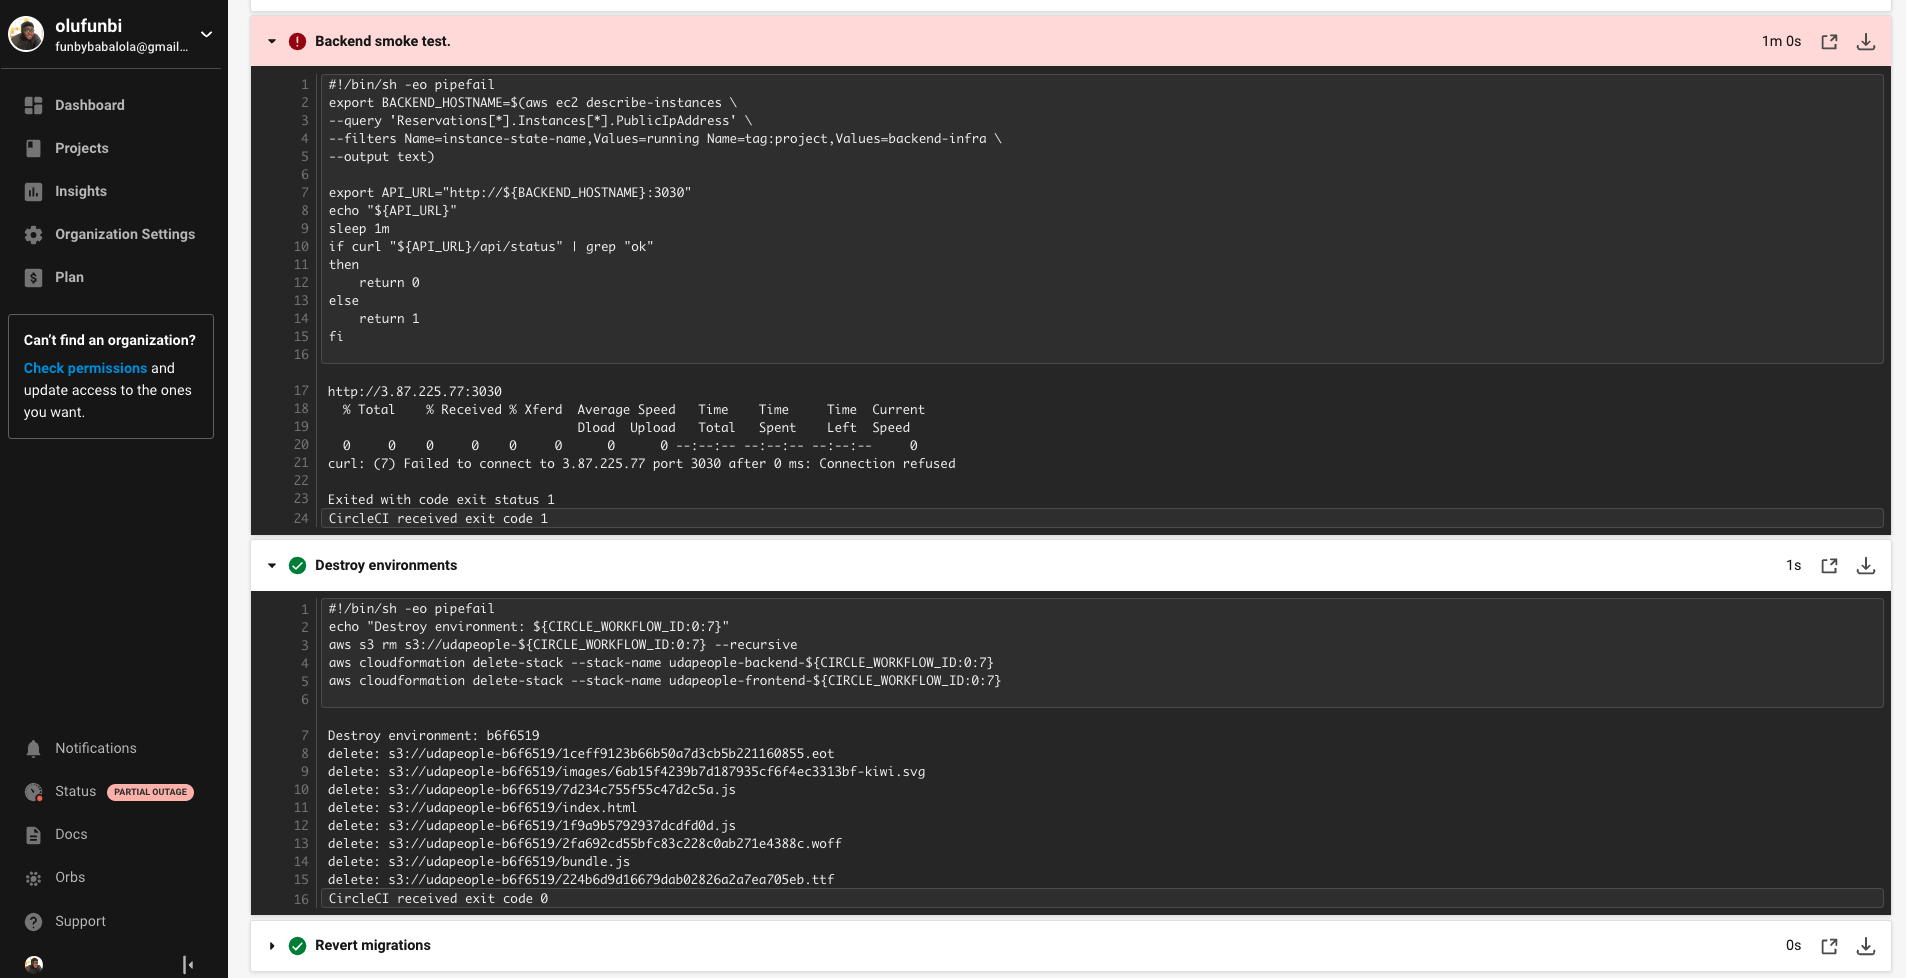 olufunbi
funbybabalola@gmail...
Dashboard
Projects
Insights
Organization Settings
Plan
Can't find an organization?
Check permissions and
update access to the ones
you want.
Notifications
Status PARTIAL OUTAGE
Docs
Orbs
Support
Backend smoke test. 1m 0s
1 #!/bin/sh -eo pipefail
2 export BACKEND_HOSTNAME=$(aws ec2 describe-instances \
3 --query 'Reservations[*].Instances[*].PublicIpAddress' \
4 --filters Name=instance-state-name,Values=running Name=tag:project,Values=backend-infra \
5 --output text)
6
7 export API_URL="http://${BACKEND_HOSTNAME}:3030"
8 echo "${API_URL}"
9 sleep 1m
10 if curl "${API_URL}/api/status" | grep "ok"
11 then
12     return 0
13 else
14     return 1
15 fi
16
17 http://3.87.225.77:3030
18   % Total    % Received % Xferd  Average Speed   Time    Time     Time  Current
19                                  Dload  Upload   Total   Spent    Left  Speed
20   0     0    0     0    0     0      0      0 --:--:-- --:--:-- --:--:--     0
21 curl: (7) Failed to connect to 3.87.225.77 port 3030 after 0 ms: Connection refused
22
23 Exited with code exit status 1
24 CircleCI received exit code 1
Destroy environments 1s
1 #!/bin/sh -eo pipefail
2 echo "Destroy environment: ${CIRCLE_WORKFLOW_ID:0:7}"
3 aws s3 rm s3://udapeople-${CIRCLE_WORKFLOW_ID:0:7} --recursive
4 aws cloudformation delete-stack --stack-name udapeople-backend-${CIRCLE_WORKFLOW_ID:0:7}
5 aws cloudformation delete-stack --stack-name udapeople-frontend-${CIRCLE_WORKFLOW_ID:0:7}
6
7 Destroy environment: b6f6519
8 delete: s3://udapeople-b6f6519/1ceff9123b66b50a7d3cb5b221160855.eot
9 delete: s3://udapeople-b6f6519/images/6ab15f4239b7d187935cf6f4ec3313bf-kiwi.svg
10 delete: s3://udapeople-b6f6519/7d234c755f55c47d2c5a.js
11 delete: s3://udapeople-b6f6519/index.html
12 delete: s3://udapeople-b6f6519/1f9a9b5792937dcdfd0d.js
13 delete: s3://udapeople-b6f6519/2fa692cd55bfc83c228c0ab271e4388c.woff
14 delete: s3://udapeople-b6f6519/bundle.js
15 delete: s3://udapeople-b6f6519/224b6d9d16679dab02826a2a7ea705eb.ttf
16 CircleCI received exit code 0
Revert migrations 0s